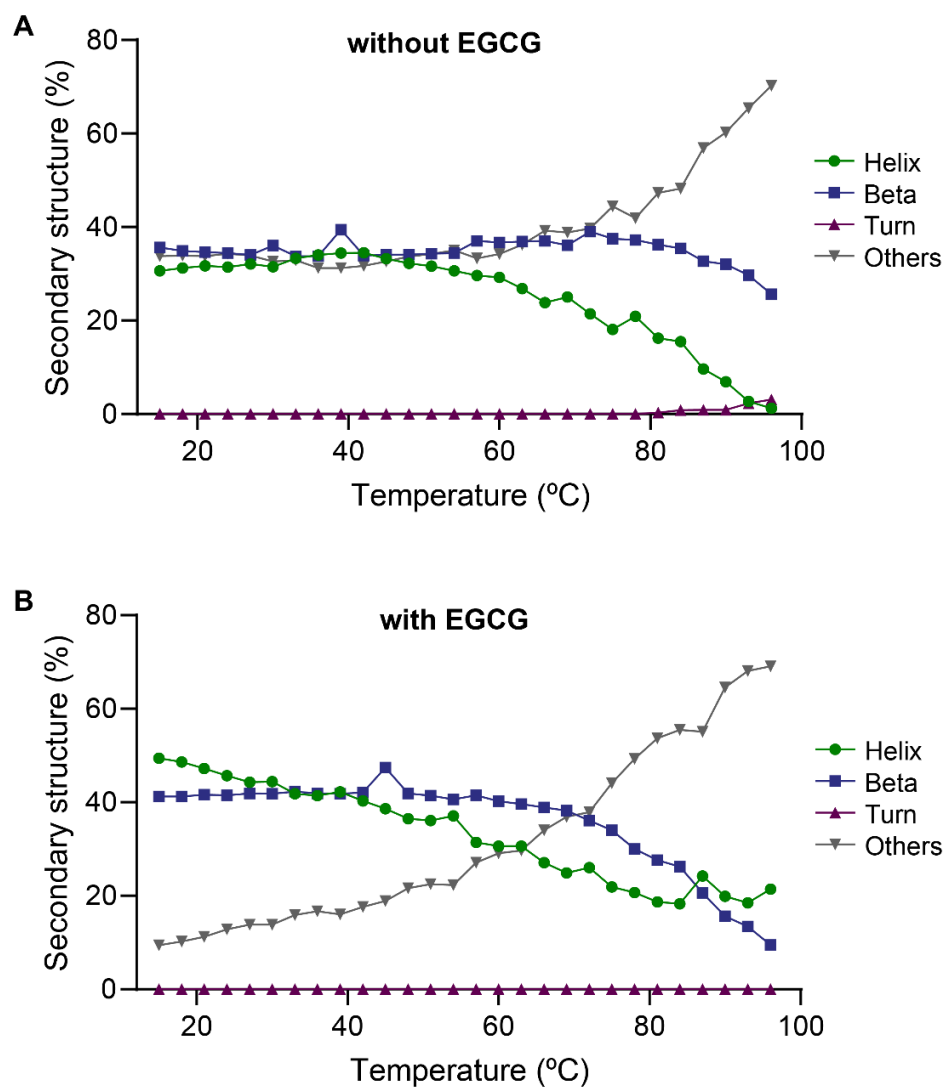 A
without EGCG
80
60
40
20
0
Secondary structure (%)
20
40
60
80
100
Temperature (ºC)
Helix
Beta
Turn
Others
B
with EGCG
80
60
40
20
0
Secondary structure (%)
20
40
60
80
100
Temperature (ºC)
Helix
Beta
Turn
Others